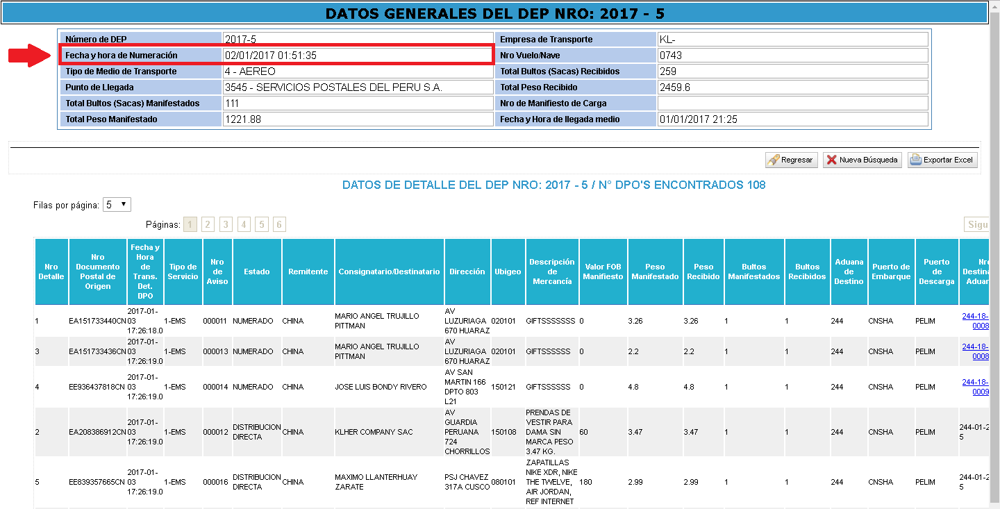 DATOS GENERALES DEL DEP NRO: 2017 - 5
Número de DEP 2017-5 Empresa de Transporte KL-
Fecha y hora de Numeración 02/01/2017 01:51:35 Nro Vuelo/Nave 0743
Tipo de Medio de Transporte 4 - AEREO Total Bultos (Sacas) Recibidos 259
Punto de Llegada 3545 - SERVICIOS POSTALES DEL PERU S.A. Total Peso Recibido 2459.6
Total Bultos (Sacas) Manifestados 111 Nro de Manifiesto de Carga
Total Peso Manifestado 1221.88 Fecha y Hora de llegada medio 01/01/2017 21:25
Regresar Nueva Búsqueda Exportar Excel
DATOS DE DETALLE DEL DEP NRO: 2017 - 5 / N° DPO'S ENCONTRADOS 108
Filas por página: 5
Páginas: 1 2 3 4 5 6 Sigu
Nro Detalle Nro Documento Postal de Origen Fecha y Hora de Trans. Det. DPO Tipo de Servicio Nro de Aviso Estado Remitente Consignatario/Destinatario Dirección Ubigeo Descripción de Mercancía Valor FOB Manifiesto Peso Manifestado Peso Recibido Bultos Manifestados Bultos Recibidos Aduana de Destino Puerto de Embarque Puerto de Descarga Nro Destina Aduan
1 EA151733440CN 2017-01-03 17:26:18.0 1-EMS 000011 NUMERADO CHINA MARIO ANGEL TRUJILLO PITTMAN AV LUZURIAGA 670 HUARAZ 020101 GIFTSSSSSSS 0 3.26 3.26 1 1 244 CNSHA PELIM 244-18-0008
3 EA151733436CN 2017-01-03 17:26:19.0 1-EMS 000013 NUMERADO CHINA MARIO ANGEL TRUJILLO PITTMAN AV LUZURIAGA 670 HUARAZ 020101 GIFTSSSSSS 0 2.2 2.2 1 1 244 CNSHA PELIM 244-18-0008
4 EE936437818CN 2017-01-03 17:26:19.0 1-EMS 000014 NUMERADO CHINA JOSE LUIS BONDY RIVERO AV SAN MARTIN 166 DPTO 803 L21 150121 GIFTSSSSSS 0 4.8 4.8 1 1 244 CNSHA PELIM 244-18-0009
2 EA208386912CN 2017-01-03 17:26:19.0 1-EMS 000012 DISTRIBUCION DIRECTA CHINA KLHER COMPANY SAC AV GUARDIA PERUANA 724 CHORRILLOS 150108 PRENDAS DE VESTIR PARA DAMA SIN MARCA PESO 3.47 KG. 60 3.47 3.47 1 1 244 CNSHA PELIM 244-01-2 5
5 EE839357665CN 2017-01-03 17:26:19.0 1-EMS 000016 DISTRIBUCION DIRECTA CHINA MAXIMO LLANTERHUAY ZARATE PSJ CHAVEZ 317A CUSCO 080101 ZAPATILLAS NIKE XDR, NIKE THE TWELVE, AIR JORDAN, REF INTERNET 180 2.99 2.99 1 1 244 CNSHA PELIM 244-01-2 5